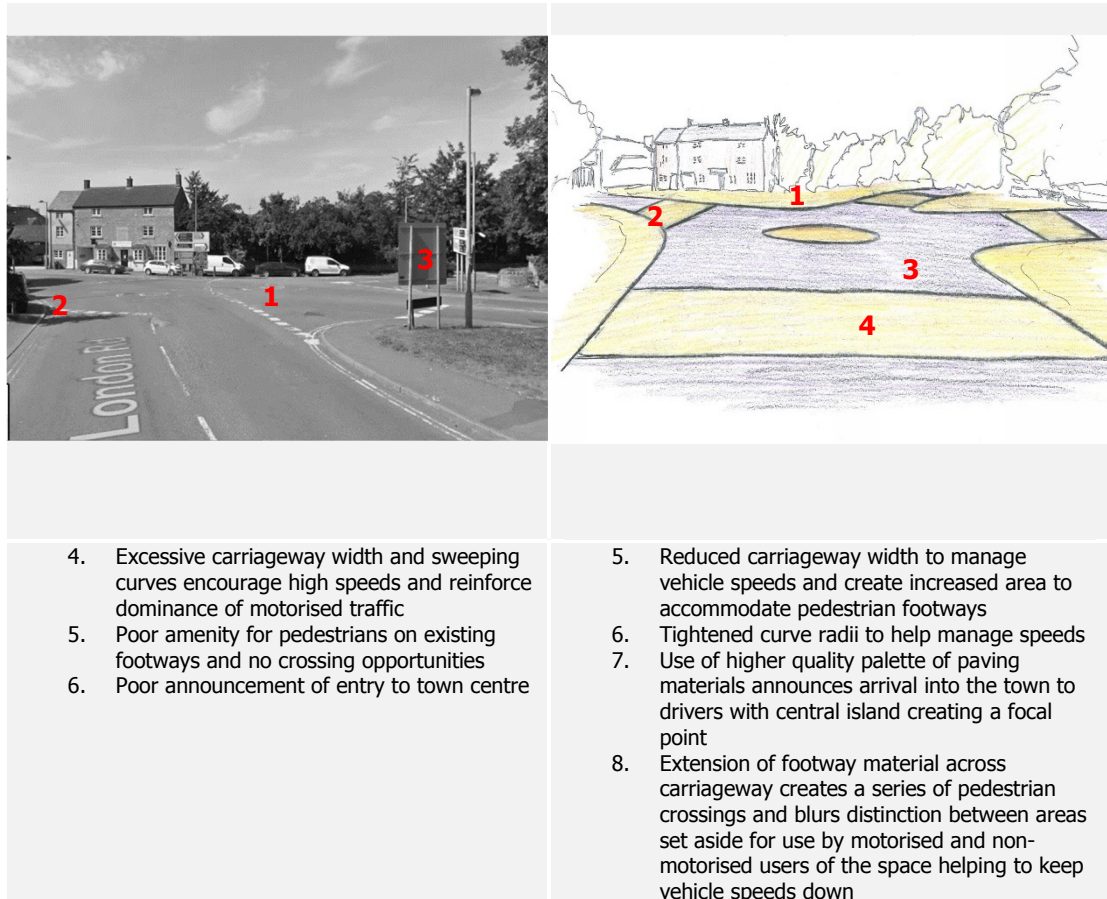 1
2
3
London Rd
1
2
3
4
4. Excessive carriageway width and sweeping
curves encourage high speeds and reinforce
dominance of motorised traffic
5. Poor amenity for pedestrians on existing
footways and no crossing opportunities
6. Poor announcement of entry to town centre
5. Reduced carriageway width to manage
vehicle speeds and create increased area to
accommodate pedestrian footways
6. Tightened curve radii to help manage speeds
7. Use of higher quality palette of paving
materials announces arrival into the town to
drivers with central island creating a focal
point
8. Extension of footway material across
carriageway creates a series of pedestrian
crossings and blurs distinction between areas
set aside for use by motorised and non-
motorised users of the space helping to keep
vehicle speeds down